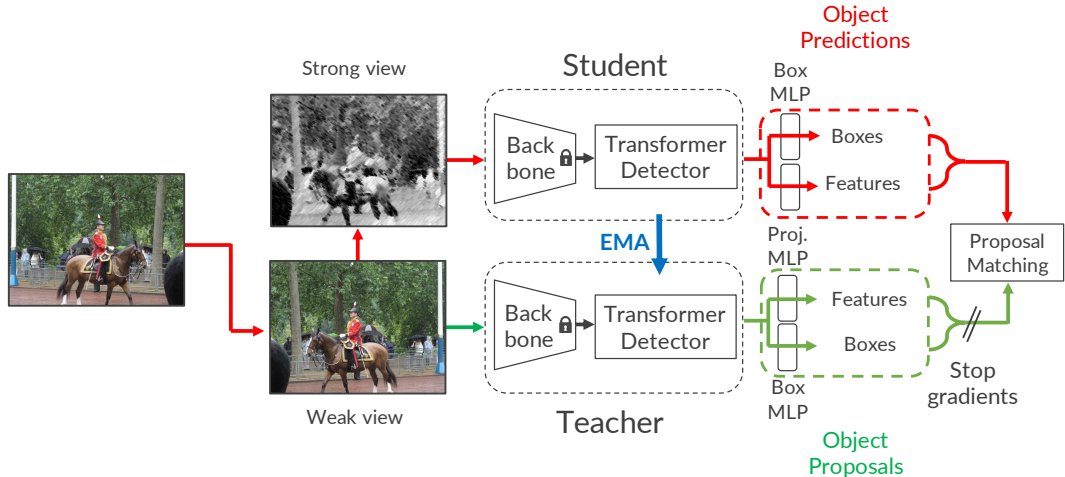 Object
Predictions
Strong view
Student
Box
MLP
Back
bone
Transformer
Detector
Boxes
Features
EMA
Proj.
MLP
Proposal
Matching
Back
bone
Transformer
Detector
Features
Boxes
Stop
gradients
Box
MLP
Weak view
Teacher
Object
Proposals